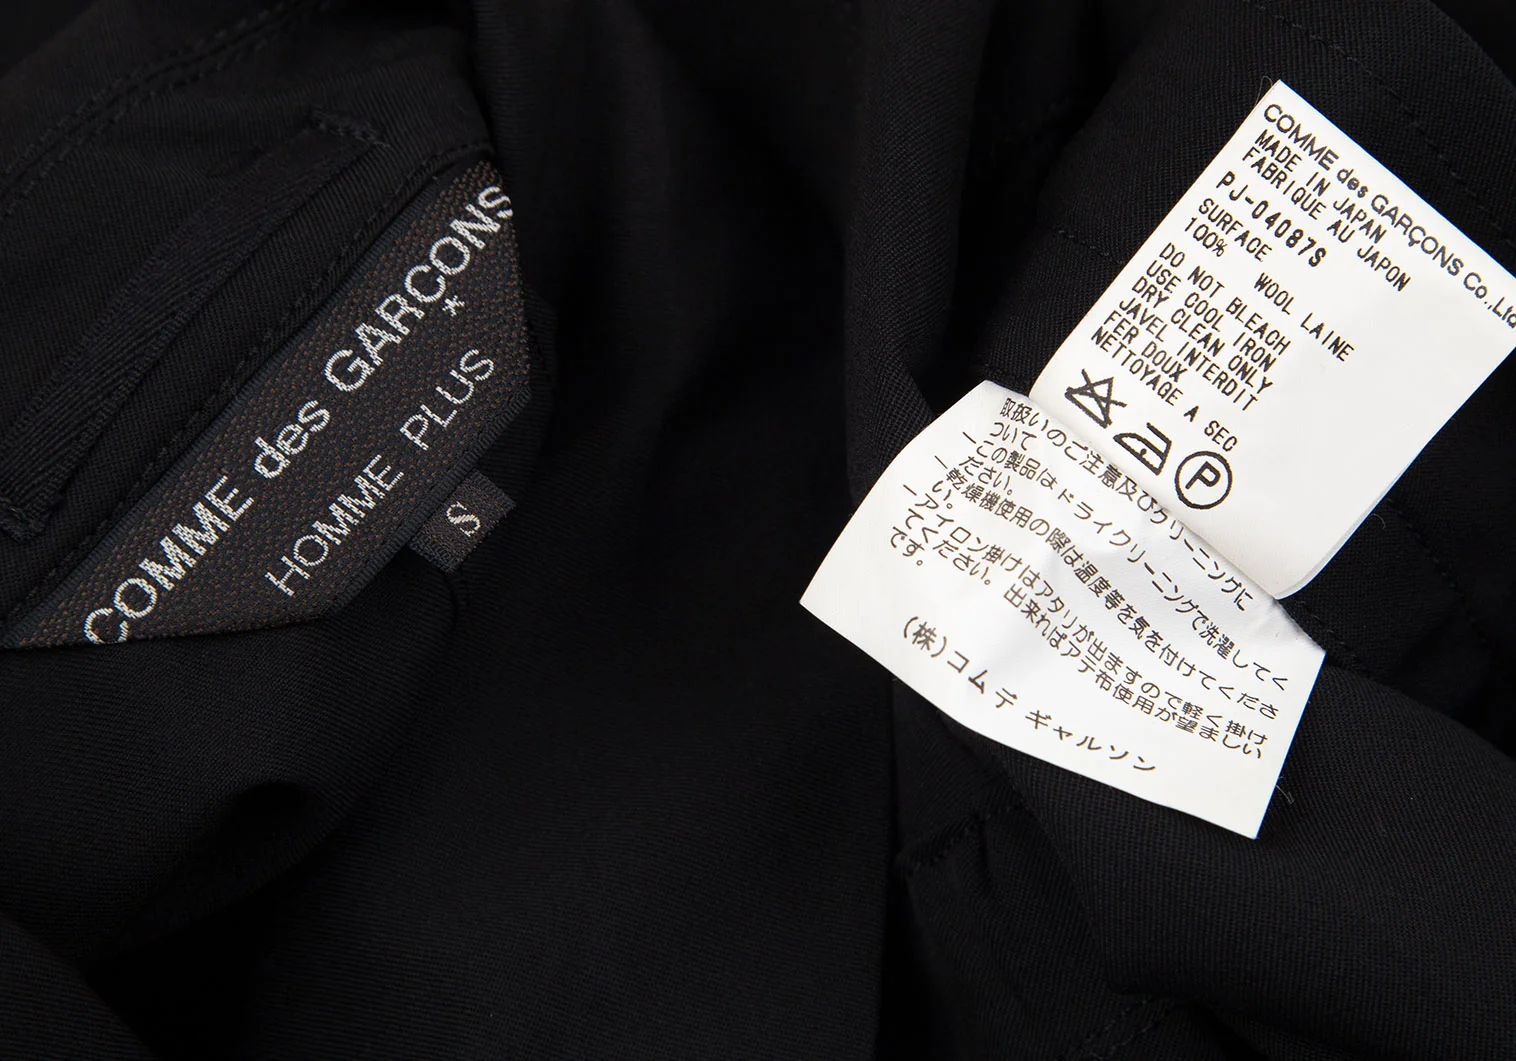 COMME des GARÇONS
*
HOMME PLUS
S
COMME des GARÇONS Co.,Ltd
MADE IN JAPAN
FABRIQUE AU JAPON
PJ-04087S
SURFACE
100% WOOL LAINE
DO NOT BLEACH
USE COOL IRON
DRY CLEAN ONLY
JAVEL INTERDIT
FER DOUX
NETTOYAGE A SEC
P
取扱いのご注意及びクリーニングに
ついて
一この製品はドライクリーニングで洗濯してく
ださい。
一乾燥機使用の際は温度等を気を付けてくださ
い。
一アイロン掛けはアタリが出ますので軽く掛け
てください。出来ればアテ布使用が望ましい
です。
(株)コムデ ギャルソン